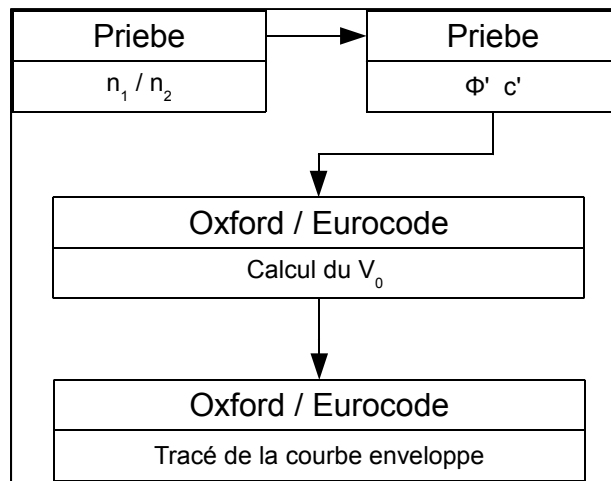 Priebe
n₁ / n₂
Priebe
Φ' c'
Oxford / Eurocode
Calcul du V₀
Oxford / Eurocode
Tracé de la courbe enveloppe